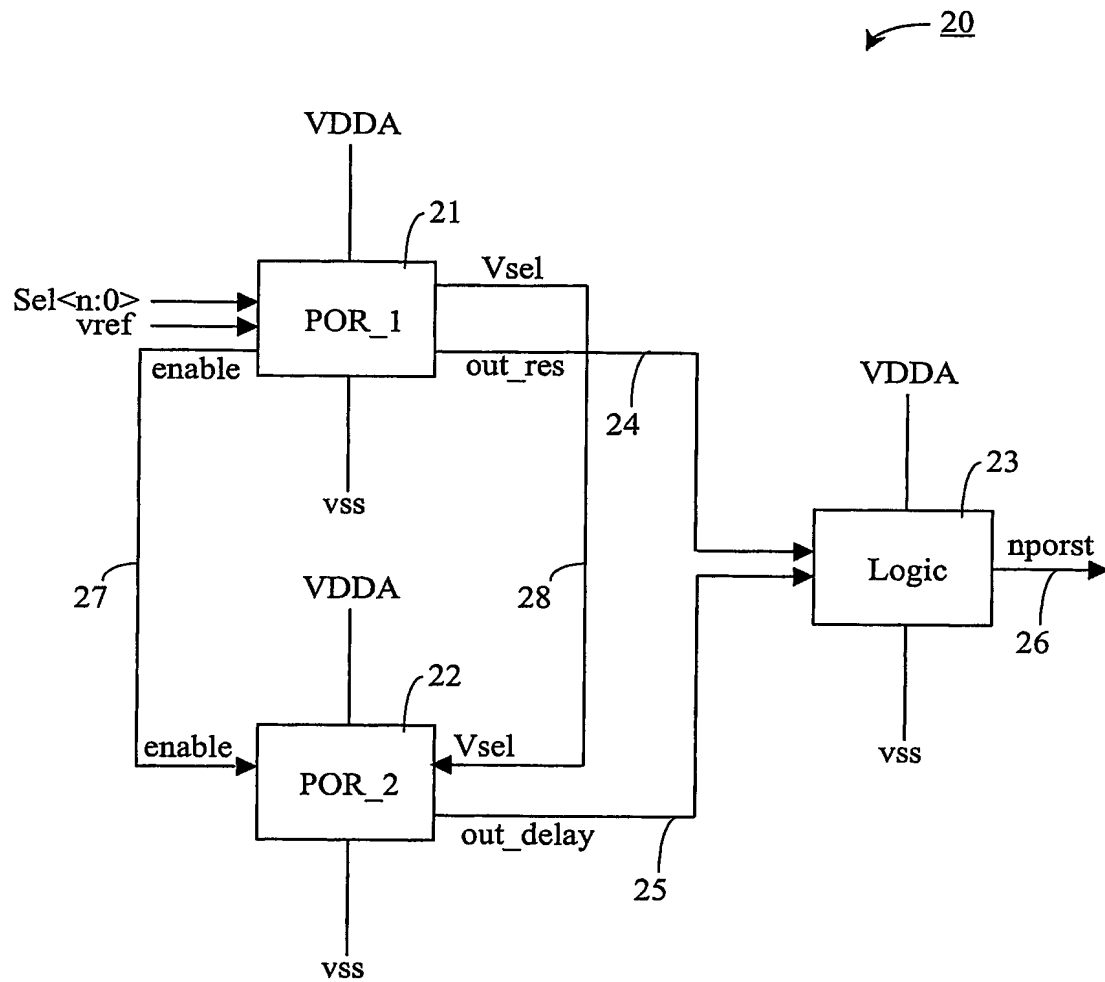 20
VDDA
21
Vsel
Sel<n:0>
vref
POR_1
enable
out_res
24
VDDA
vss
23
nporst
Logic
27
VDDA
28
26
22
enable
Vsel
vss
POR_2
out_delay
25
vss